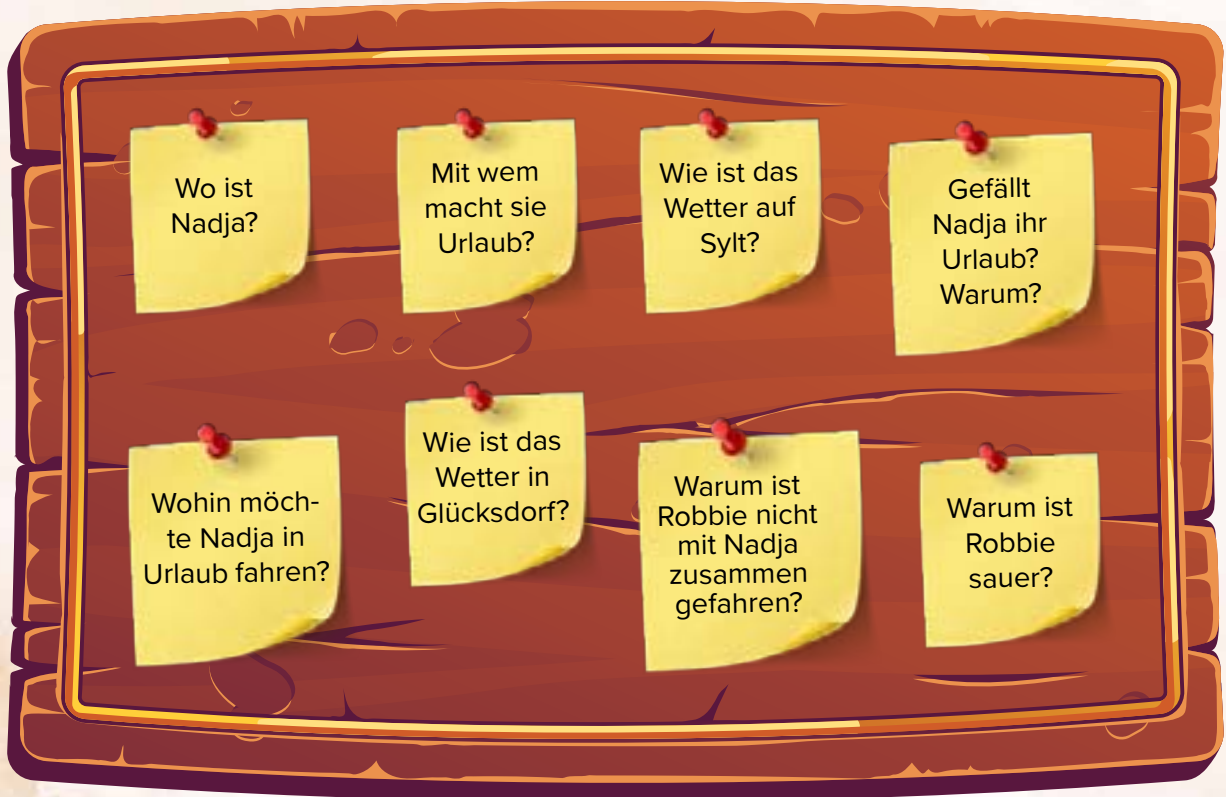 Wo ist
Nadja?
Mit wem
macht sie
Urlaub?
Wie ist das
Wetter auf
Sylt?
Gefällt
Nadja ihr
Urlaub?
Warum?
Wohin möch-
te Nadja in
Urlaub fahren?
Wie ist das
Wetter in
Glücksdorf?
Warum ist
Robbie nicht
mit Nadja
zusammen
gefahren?
Warum ist
Robbie
sauer?